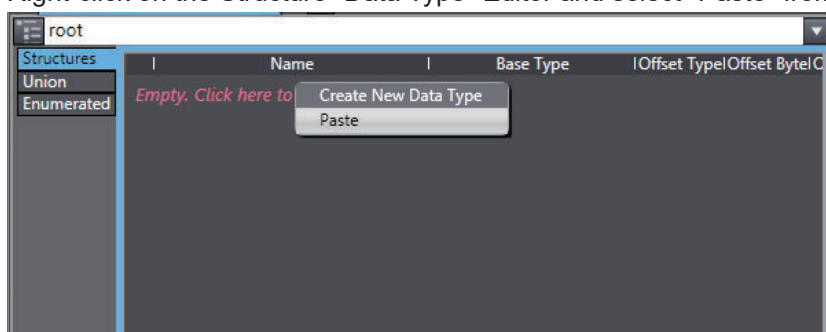 Right-click on the Structure "Data Type" Editor and select "Paste" from
root
Structures
Union
Enumerated
Name Base Type Offset Type Offset Byte
Empty. Click here to
Create New Data Type
Paste